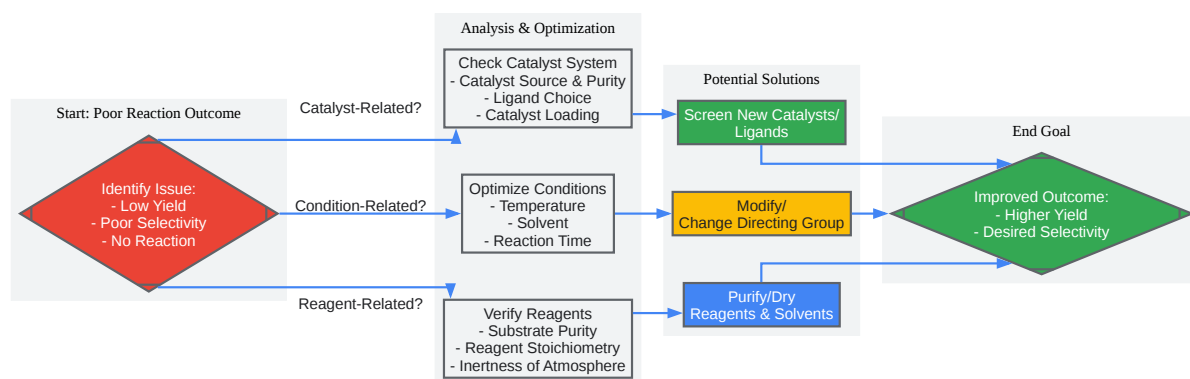 Start: Poor Reaction Outcome
Identify Issue:
- Low Yield
- Poor Selectivity
- No Reaction
Catalyst-Related?
Condition-Related?
Reagent-Related?
Analysis & Optimization
Check Catalyst System
- Catalyst Source & Purity
- Ligand Choice
- Catalyst Loading
Optimize Conditions
- Temperature
- Solvent
- Reaction Time
Verify Reagents
- Substrate Purity
- Reagent Stoichiometry
- Inertness of Atmosphere
Potential Solutions
Screen New Catalysts/
Ligands
Modify/
Change Directing Group
Purify/Dry
Reagents & Solvents
End Goal
Improved Outcome:
- Higher Yield
- Desired Selectivity